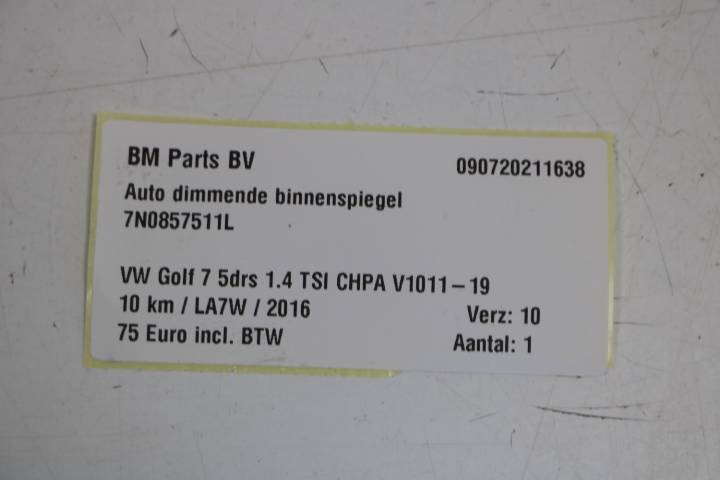 BM Parts BV 090720211638
Auto dimmende binnenspiegel
7N0857511L
VW Golf 7 5drs 1.4 TSI CHPA V1011-19
10 km / LA7W / 2016 Verz: 10
75 Euro incl. BTW Aantal: 1